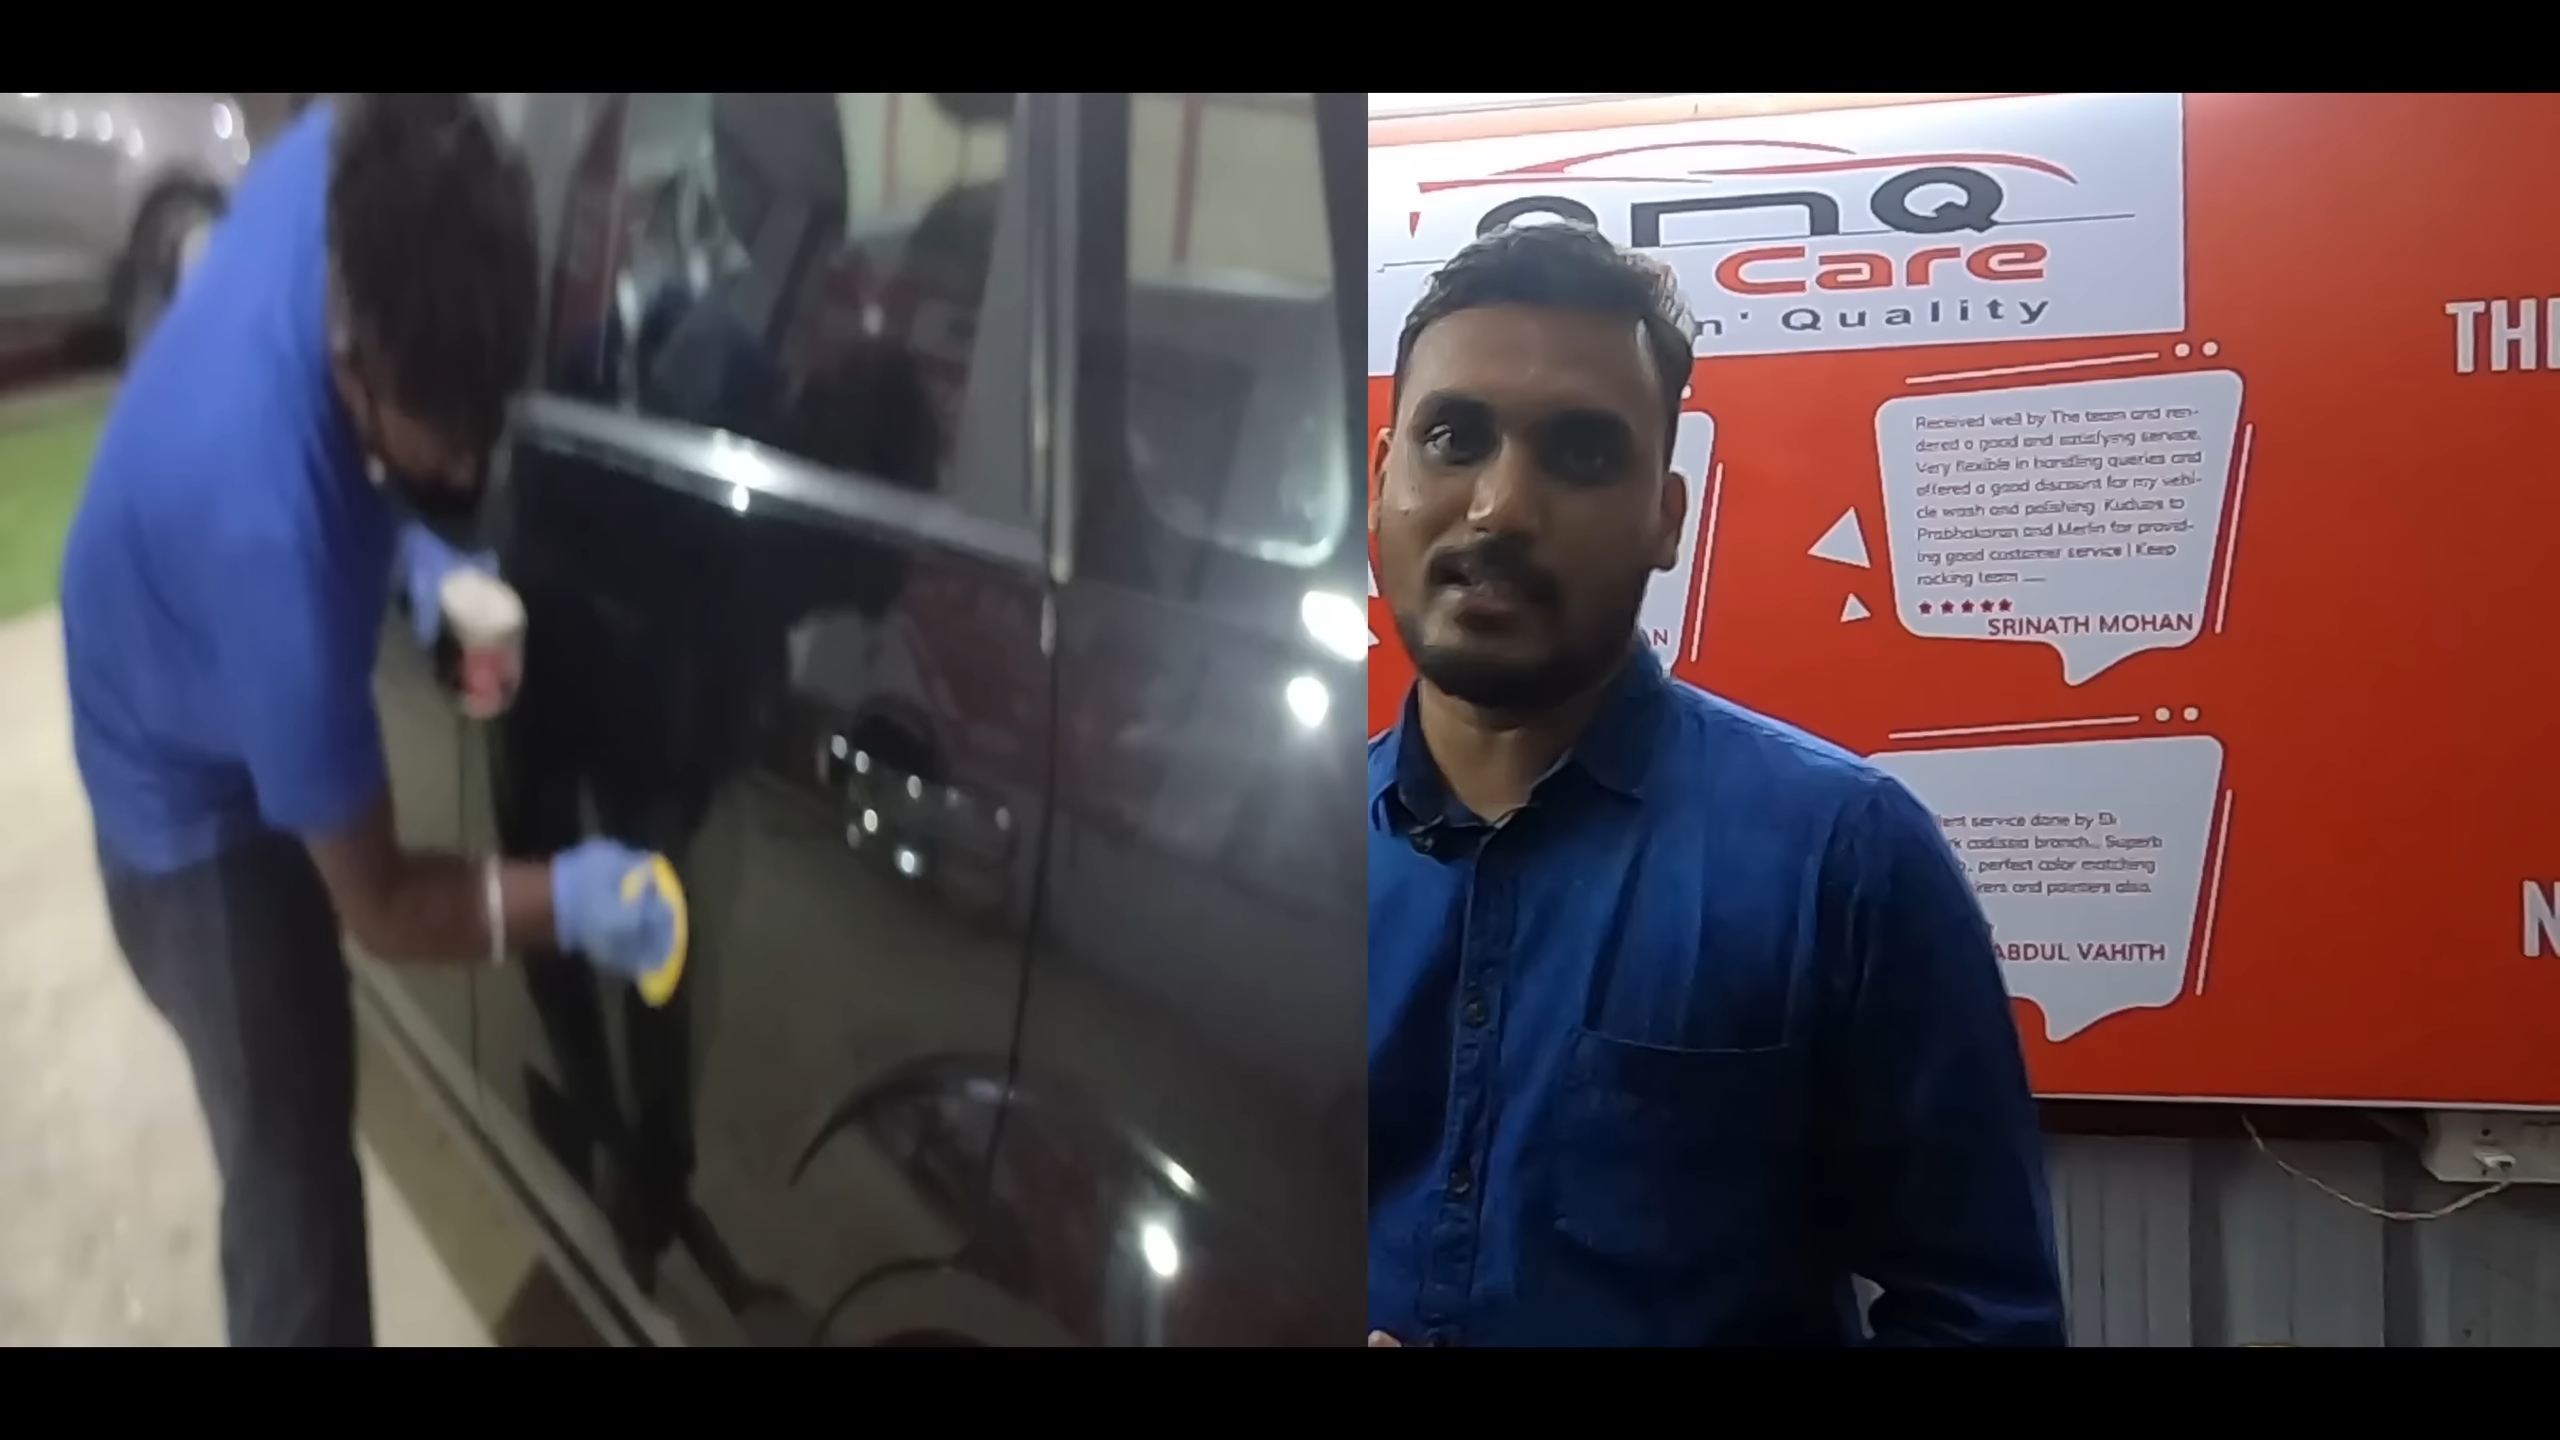 Q
Care
n' Quality
THE
Received well by The team and ren-
dered a good and satisfying service.
Very flexible in handling queries and
offered a good discount for my vehi-
cle wash and polishing. Kudues to
Prabhakaran and Merlin for provid-
ing good customer service ! Keep
rocking team
SRINATH MOHAN
AN
service done by
branch... Superb
perfect color matching
and painters also.
ABDUL VAHITH
N